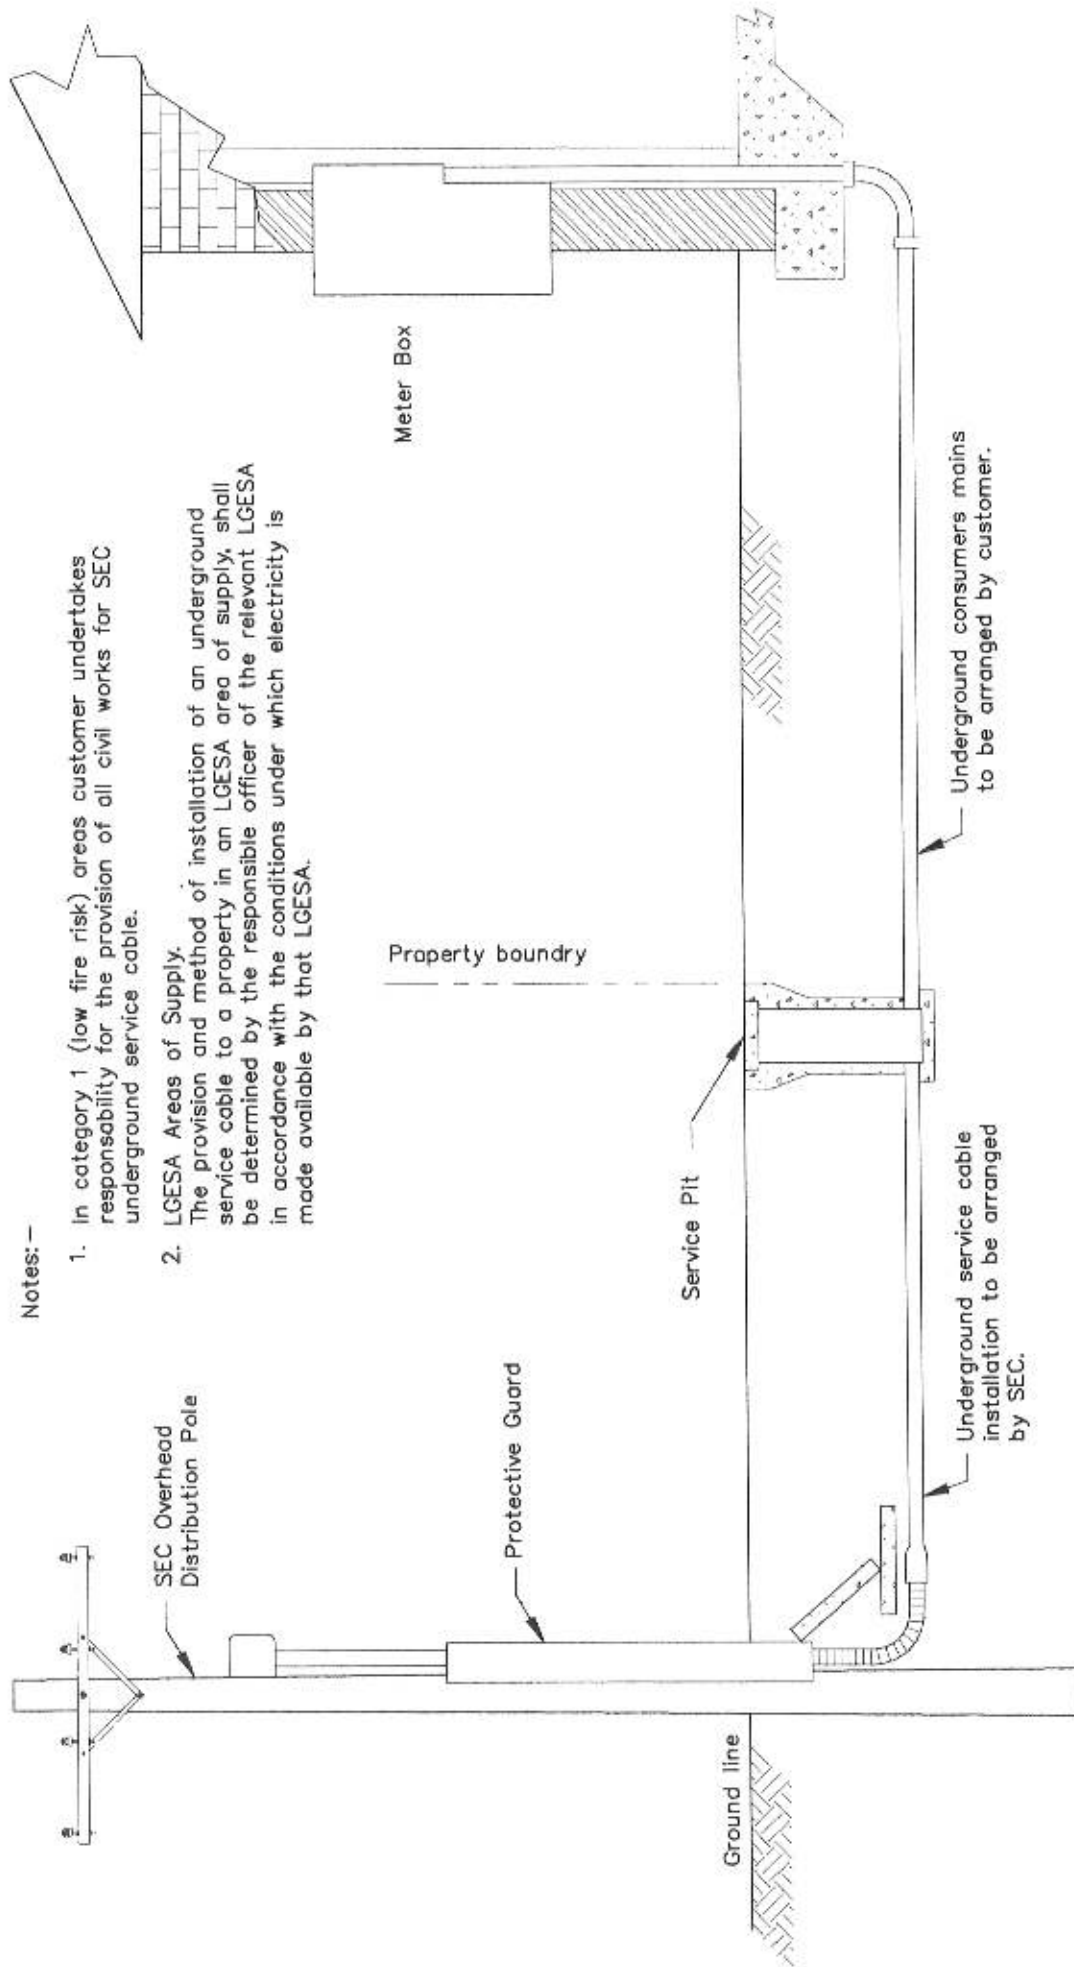 Notes:—
1. In category 1 (low fire risk) areas customer undertakes
responsability for the provision of all civil works for SEC
underground service cable.
2. LGESA Areas of Supply.
The provision and method of installation of an underground
service cable to a property in an LGESA area of supply, shall
be determined by the responsible officer of the relevant LGESA
in accordance with the conditions under which electricity is
made available by that LGESA.
SEC Overhead
Distribution Pole
Protective Guard
Property boundry
Meter Box
Service Pit
Ground line
Underground service cable
installation to be arranged
by SEC.
Underground consumers mains
to be arranged by customer.